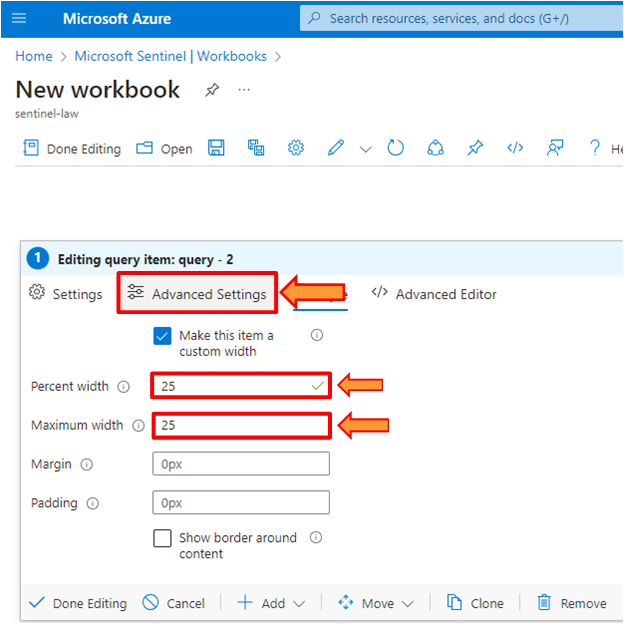 Microsoft Azure
Search resources, services, and docs (G+/)
Home > Microsoft Sentinel | Workbooks >
New workbook
sentinel-law
Done Editing Open
1 Editing query item: query - 2
Settings Advanced Settings Advanced Editor
Make this item a
custom width
Percent width 25
Maximum width 25
Margin 0px
Padding 0px
Show border around
content
Done Editing Cancel Add Move Clone Remove